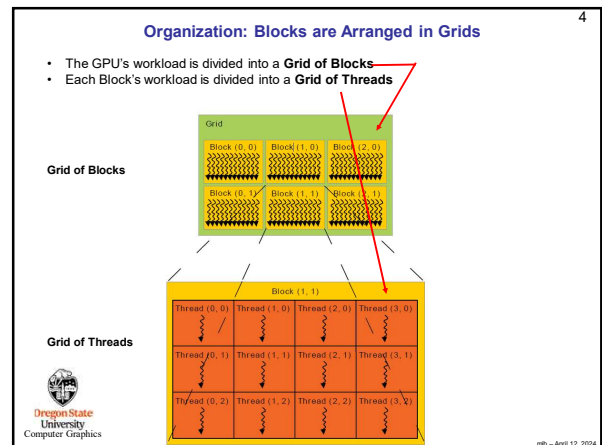 4
Organization: Blocks are Arranged in Grids
• The GPU's workload is divided into a Grid of Blocks
• Each Block's workload is divided into a Grid of Threads
Grid
Block (0, 0) Block (1, 0) Block (2, 0)
Grid of Blocks
Block (0, 1) Block (1, 1) Block (2, 1)
Block (1, 1)
Thread (0, 0) Thread (1, 0) Thread (2, 0) Thread (3, 0)
Grid of Threads
Thread (0, 1) Thread (1, 1) Thread (2, 1) Thread (3, 1)
Thread (0, 2) Thread (1, 2) Thread (2, 2) Thread (3, 2)
Oregon State
University
Computer Graphics
mjb – April 12, 2024